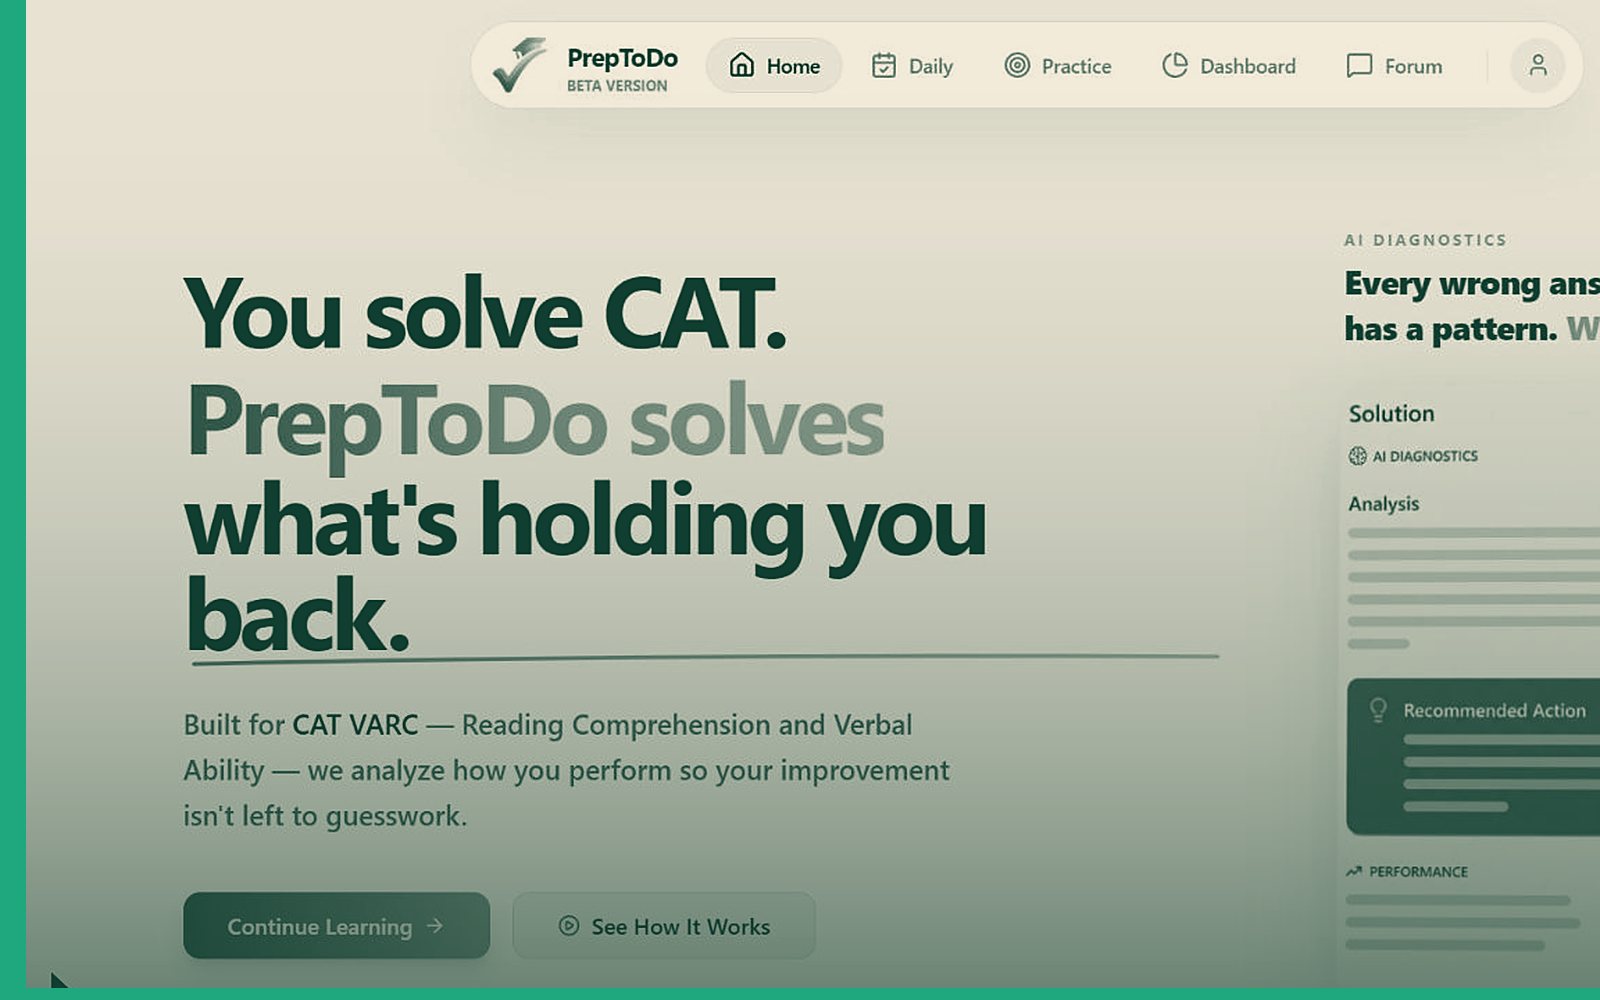 PrepToDo
BETA VERSION
Home
Daily
Practice
Dashboard
Forum
You solve CAT.
PrepToDo solves
what's holding you
back.
Built for CAT VARC — Reading Comprehension and Verbal
Ability — we analyze how you perform so your improvement
isn't left to guesswork.
Continue Learning →
See How It Works
AI DIAGNOSTICS
Every wrong ans
has a pattern. W
Solution
AI DIAGNOSTICS
Analysis
Recommended Action
PERFORMANCE